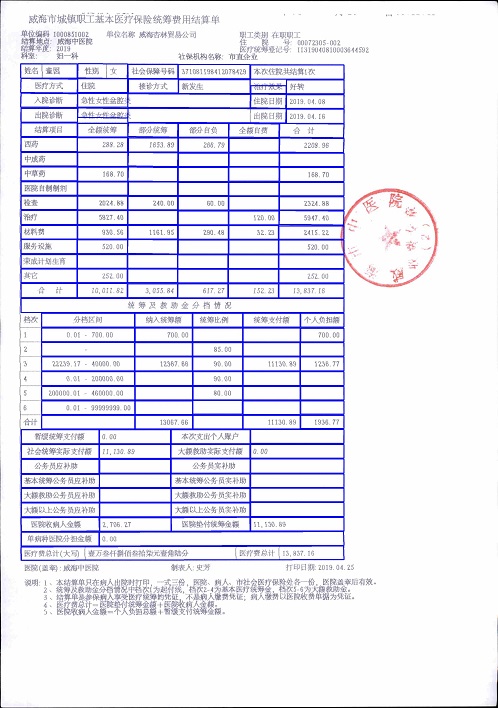 威海市城镇职工基本医疗保险统筹费用结算单
单位编码 1000851002 单位名称 威海吉林贸易公司 职工类别 在职职工
结算地点: 威海中医院 住 院 号 00072305-002
结算年度: 2019 医疗统筹登记号:
科室: 妇一科 社保机构名称: 市直企业
姓名 性别 女 社会保障号码 371081198412078429 本次住院共结算1次
医疗方式 住院 接诊方式 新发生 治疗效果 好转
入院诊断 急性女性盆腔炎 住院日期 2019.04.08
出院诊断 急性女性盆腔炎 出院日期 2019.04.16
结算项目 全额统筹 部分统筹 部分自负 全额自费 合 计
西药 288.28 1653.89 266.79 2208.96
中成药
中草药 168.70 168.70
医院自制制剂
检查 2024.88 240.00 60.00 2324.88
治疗 5827.40 120.00 5947.40
材料费 930.56 1161.95 290.48 32.23 2415.22
服务设施 520.00 520.00
计划生育
其它 252.00 252.00
合 计 10,011.82 3,055.84 617.27 152.23 13,837.16
统筹及救助金分档情况
档次 分档区间 纳入统筹额 统筹比例 统筹支付额 个人负担额
1 0.01 - 700.00 700.00 700.00
2 - 85.00
3 22239.17 - 40000.00 12367.66 90.00 11130.89 1236.77
4 0.01 - 200000.00 90.00
5 200000.01 - 460000.00 80.00
6 0.01 - 99999999.00
合计 13067.66 11130.89 1936.77
暂缓统筹支付额 0.00 本次支出个人账户
社会统筹实际支付额 11,130.89 大额救助实际支付额 0.00
公务员应补助 公务员实补助
基本统筹公务员应补助 基本统筹公务员实补助
大额救助公务员应补助 大额救助公务员实补助
大额以上公务员应补助 大额以上公务员实补助
医院收病人金额 2,706.27 医院垫付统筹金额 11,130.89
单病种医院分担金额 0.00
医疗费总计(大写) 壹万叁仟捌佰叁拾柒元壹角陆分 医疗费总计 13,837.16
医院(盖章): 威海中医院 制表人: 史芳 打印日期:2019.04.25
说明: 1、本结算单只在病人出院时打印，一式三份，医院、病人、市社会医疗保险处各一份，医院盖章后有效。
2、统筹及救助金分档情况中档次1为起付线，档次2-4为基本医疗统筹金，档次5-6为大额救助金。
3、结算单是参保病人享受医疗统筹的凭证，不是病人缴费凭证，病人缴费以医院收费单据为凭证。
4、医疗费总计=医院垫付统筹金额+医院收病人金额。
5、医院收病人金额=个人负担总额+暂缓支付统筹金额。